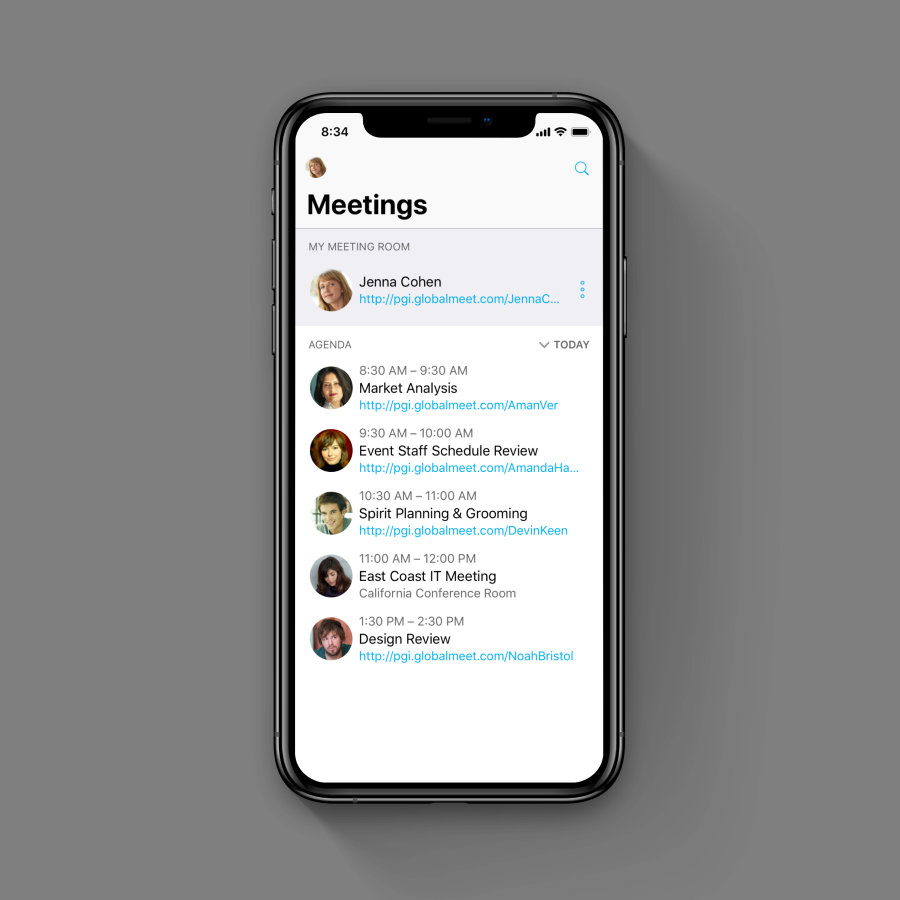 8:34
Meetings
MY MEETING ROOM
Jenna Cohen
http://pgi.globalmeet.com/JennaC...
AGENDA
TODAY
8:30 AM – 9:30 AM
Market Analysis
http://pgi.globalmeet.com/AmanVer
9:30 AM – 10:00 AM
Event Staff Schedule Review
http://pgi.globalmeet.com/AmandaHa...
10:30 AM – 11:00 AM
Spirit Planning & Grooming
http://pgi.globalmeet.com/DevinKeen
11:00 AM – 12:00 PM
East Coast IT Meeting
California Conference Room
1:30 PM – 2:30 PM
Design Review
http://pgi.globalmeet.com/NoahBristol